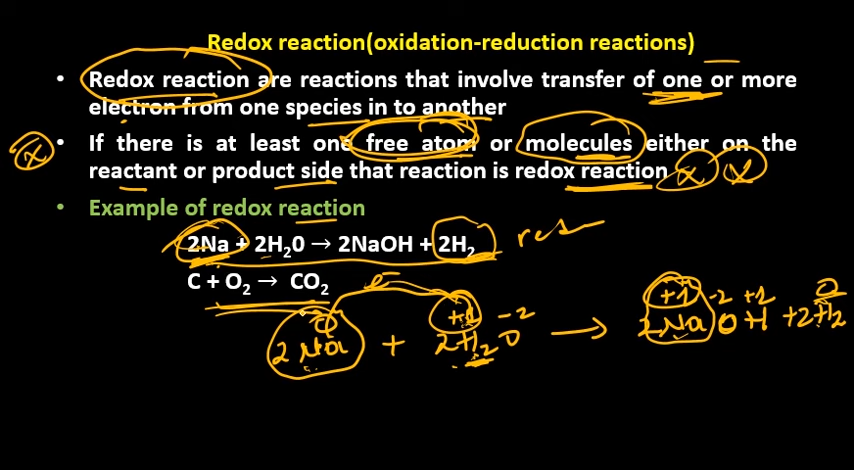 Redox reaction(oxidation-reduction reactions)
• Redox reaction are reactions that involve transfer of one or more
electron from one species in to another
• If there is at least one free atom or molecules either on the
reactant or product side that reaction is redox reaction
• Example of redox reaction
2Na + 2H₂0 → 2NaOH + 2H₂
C + O₂ → CO₂
e⁻
+1 -2 +1 -2 +1 0
2 Na + 2H₂O → 2NaOH + 2H₂